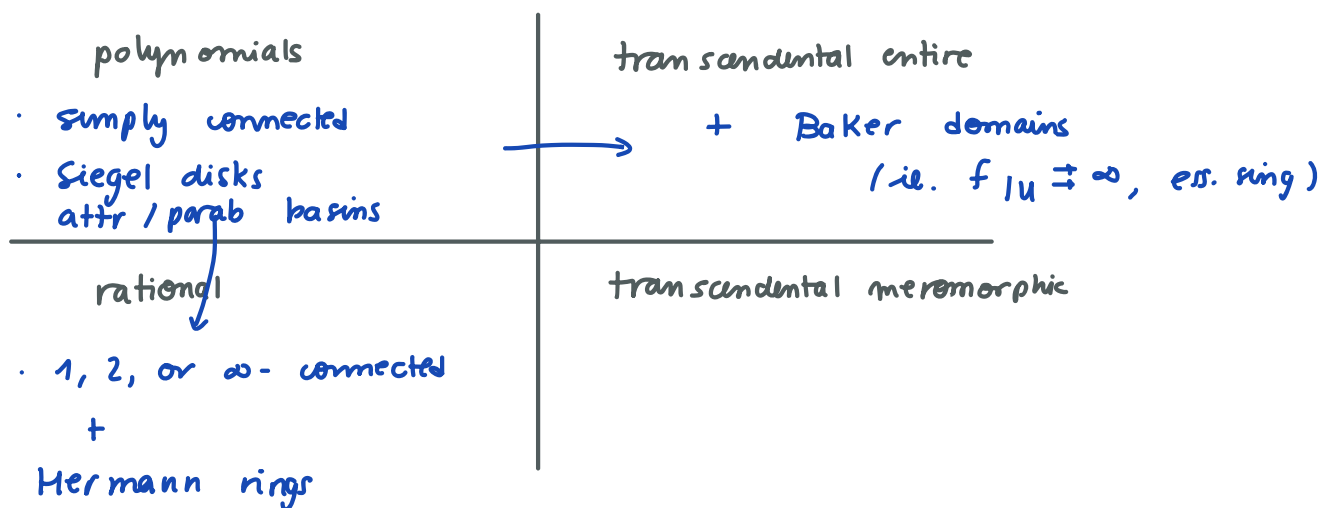 polynomials
· simply connected
· Siegel disks
attr / parab basins
transcendental entire
+ Baker domains
(ie. f|U ⇉ ∞, ess. sing)
rational
· 1, 2, or ∞ - connected
+
Hermann rings
transcendental meromorphic